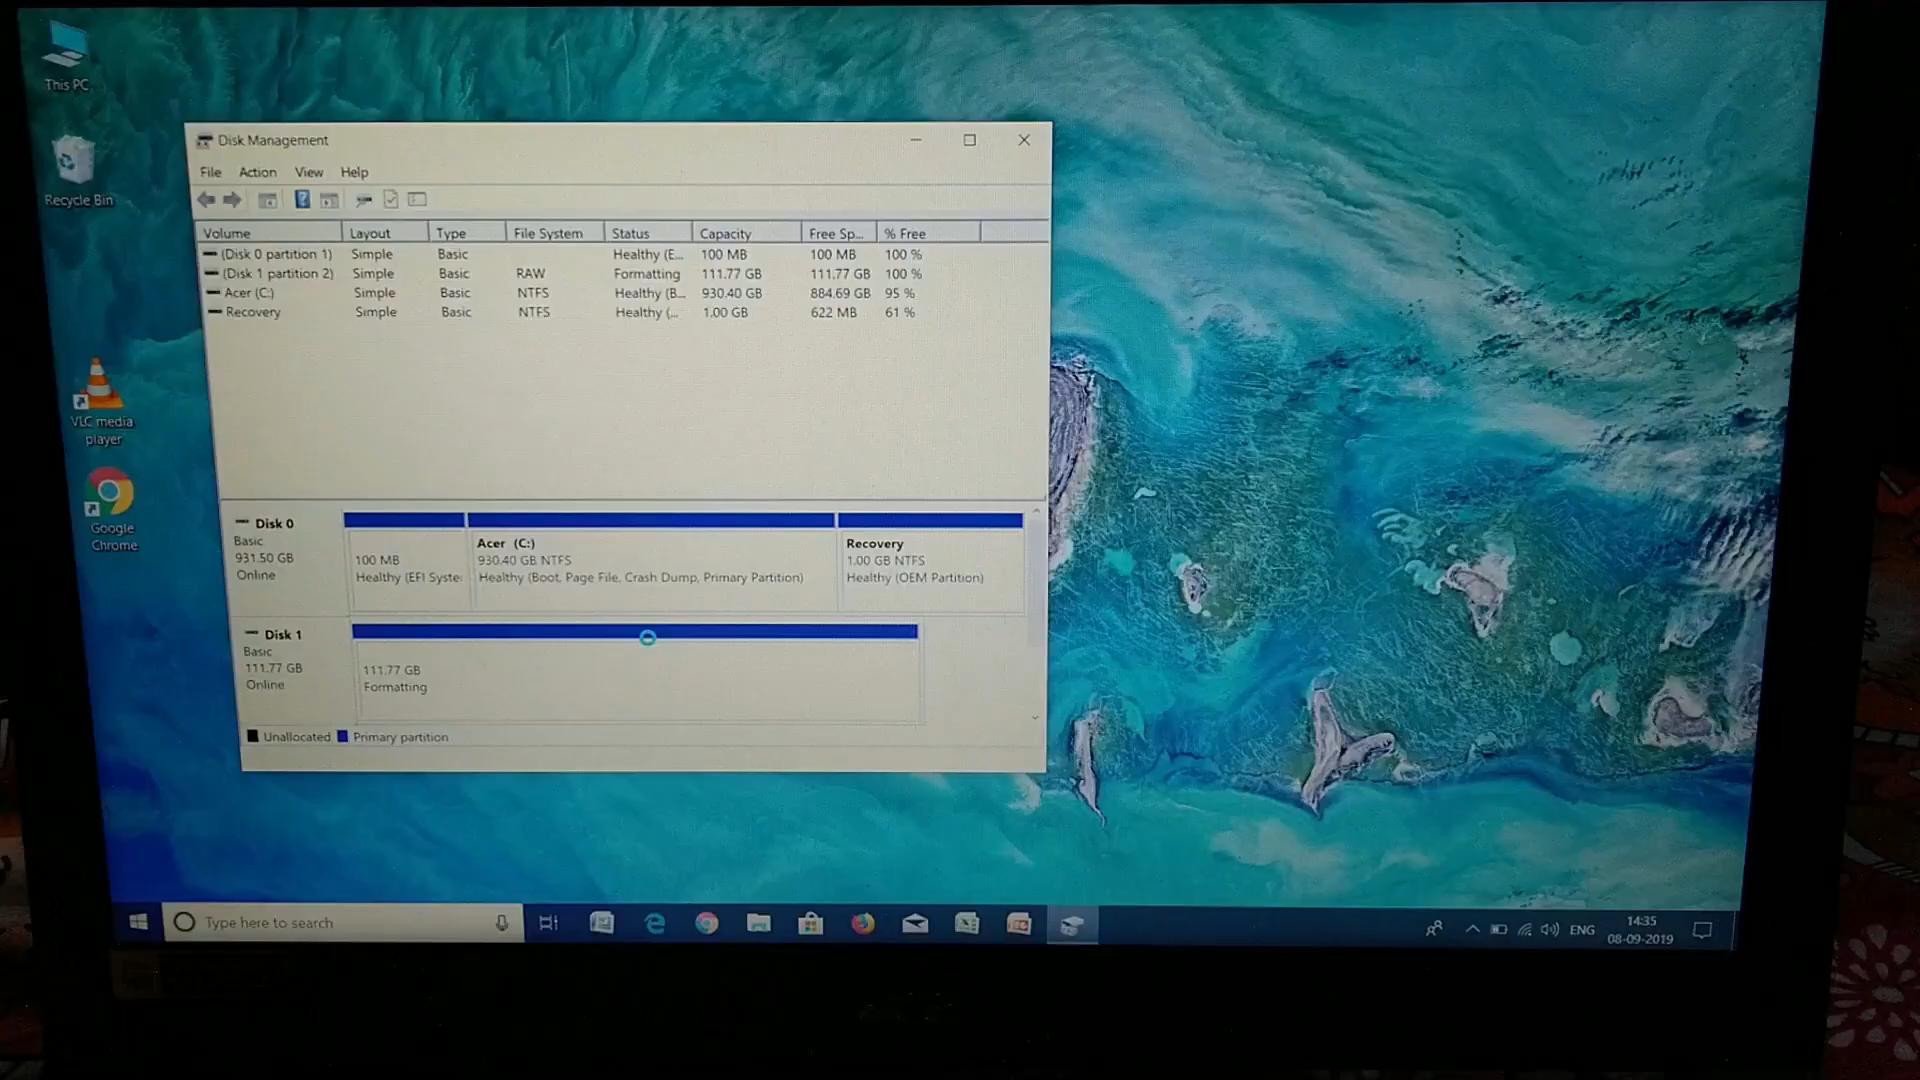 This PC
Recycle Bin
VLC media
player
Google
Chrome
Disk Management
File Action View Help
Volume Layout Type File System Status Capacity Free Sp... % Free
(Disk 0 partition 1) Simple Basic Healthy (E... 100 MB 100 MB 100 %
(Disk 1 partition 2) Simple Basic RAW Formatting 111.77 GB 111.77 GB 100 %
Acer (C:) Simple Basic NTFS Healthy (B... 930.40 GB 884.69 GB 95 %
Recovery Simple Basic NTFS Healthy (... 1.00 GB 622 MB 61 %
Disk 0
Basic
931.50 GB
Online
100 MB
Healthy (EFI Syste
Acer (C:)
930.40 GB NTFS
Healthy (Boot, Page File, Crash Dump, Primary Partition)
Recovery
1.00 GB NTFS
Healthy (OEM Partition)
Disk 1
Basic
111.77 GB
Online
111.77 GB
Formatting
Unallocated Primary partition
Type here to search
ENG
14:35
08-09-2019